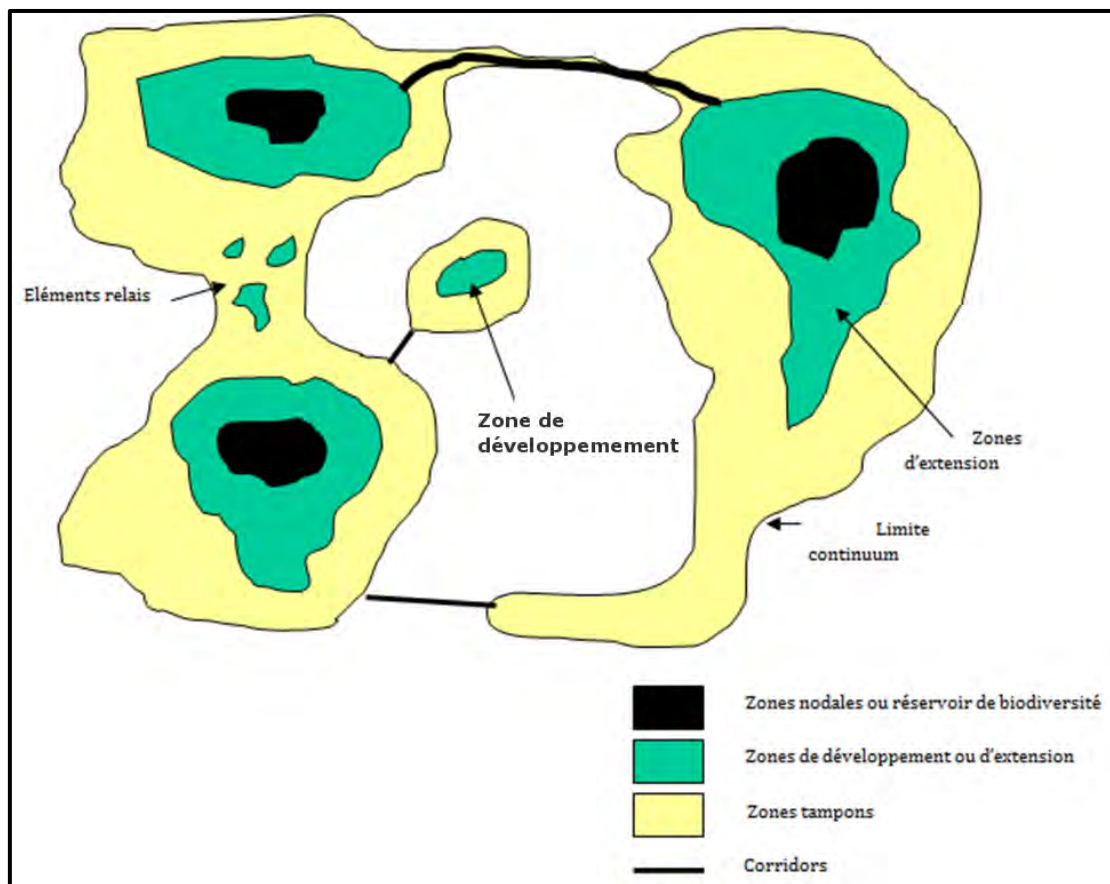 Eléments relais
Zone de
développemement
Zones
d'extension
Limite
continuum
Zones nodales ou réservoir de biodiversité
Zones de développement ou d'extension
Zones tampons
Corridors